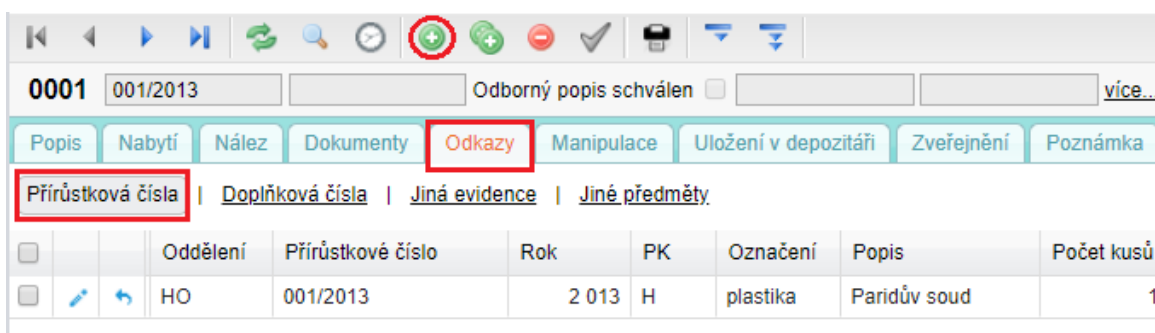 0001 001/2013 Odborný popis schválen více..
Popis Nabytí Nález Dokumenty Odkazy Manipulace Uložení v depozitáři Zveřejnění Poznámka
Přírůstková čísla | Doplňková čísla | Jiná evidence | Jiné předměty
Oddělení Přírůstkové číslo Rok PK Označení Popis Počet kusů
HO 001/2013 2 013 H plastika Paridův soud 1